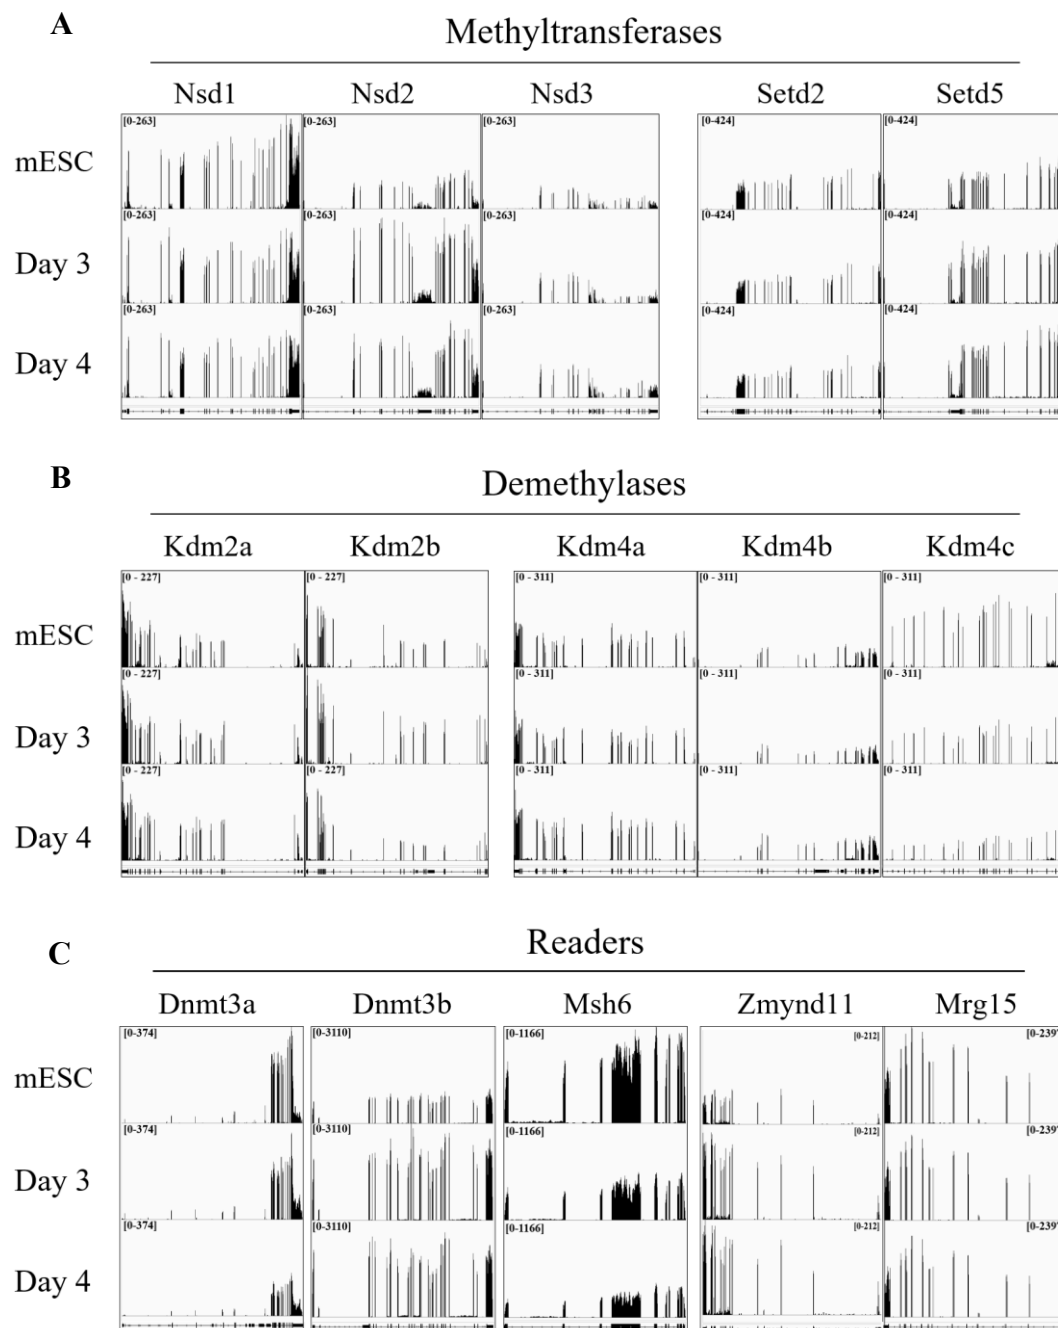 A
Methyltransferases
Nsd1 Nsd2 Nsd3 Setd2 Setd5
[0-263] [0-263] [0-263] [0-424] [0-424]
mESC
[0-263] [0-263] [0-263] [0-424] [0-424]
Day 3
[0-263] [0-263] [0-263] [0-424] [0-424]
Day 4
B
Demethylases
Kdm2a Kdm2b Kdm4a Kdm4b Kdm4c
[0 - 227] [0 - 227] [0 - 311] [0 - 311] [0 - 311]
mESC
[0 - 227] [0 - 227] [0 - 311] [0 - 311] [0 - 311]
Day 3
[0 - 227] [0 - 227] [0 - 311] [0 - 311] [0 - 311]
Day 4
C
Readers
Dnmt3a Dnmt3b Msh6 Zmynd11 Mrg15
[0-374] [0-3110] [0-1166] [0-212] [0-239
mESC
[0-374] [0-3110] [0-1166] [0-212] [0-239
Day 3
[0-374] [0-3110] [0-1166] [0-212] [0-239
Day 4